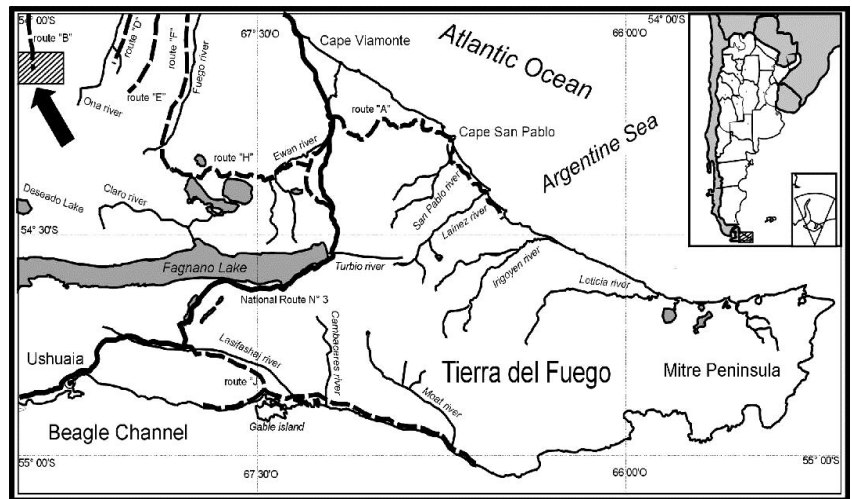 54° 00'S
67° 30'O
66° 00'O
54° 00'S
route "B"
route "D"
route "E"
route "F"
Fuego river
Ona river
Cape Viamonte
Atlantic Ocean
route "A"
Cape San Pablo
Argentine Sea
route "H"
Ewan river
Claro river
Deseado Lake
San Pablo river
Lainez river
54° 30'S
Fagnano Lake
Turbio river
Irigoyen river
Leticia river
National Route N° 3
Lasifashaj river
Cambaceres river
Ushuaia
route "J"
Moat river
Tierra del Fuego
Mitre Peninsula
Gable island
Beagle Channel
55° 00'S
67° 30'O
66° 00'O
55° 00'S